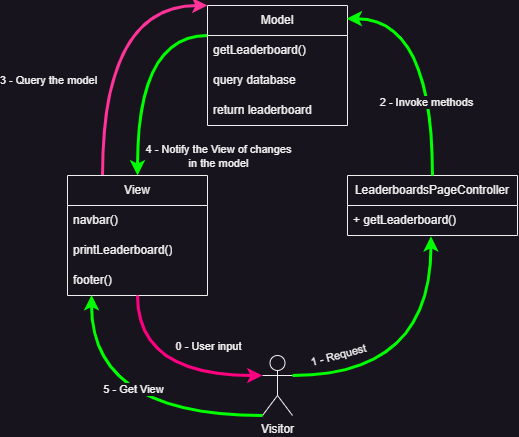 Model
getLeaderboard()
query database
return leaderboard
3 - Query the model
2 - Invoke methods
4 - Notify the View of changes
in the model
View
navbar()
printLeaderboard()
footer()
LeaderboardsPageController
+ getLeaderboard()
0 - User input
1 - Request
5 - Get View
Visitor